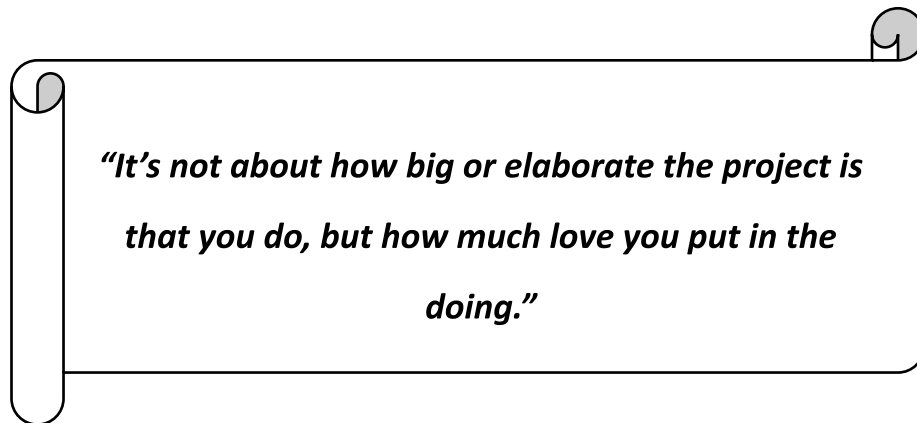 “It’s not about how big or elaborate the project is
that you do, but how much love you put in the
doing.”